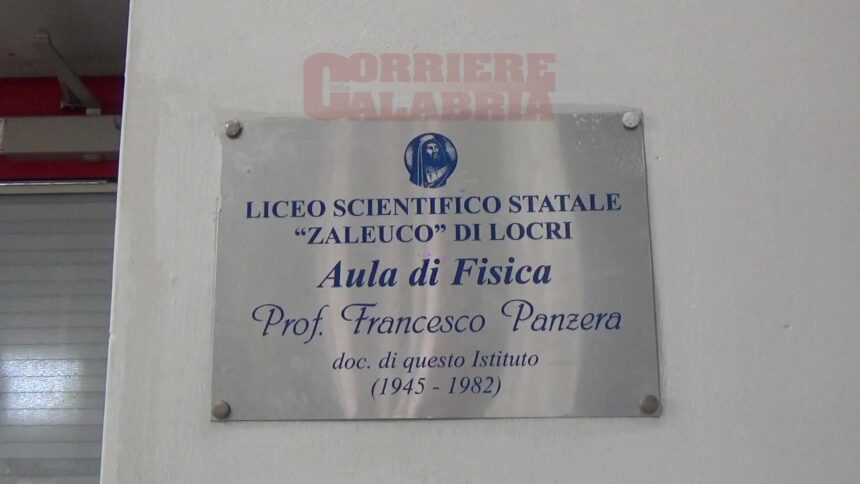 CORRIERE
della
CALABRIA
LICEO SCIENTIFICO STATALE
“ZALEUCO” DI LOCRI
Aula di Fisica
Prof. Francesco Panzera
doc. di questo Istituto
(1945 - 1982)